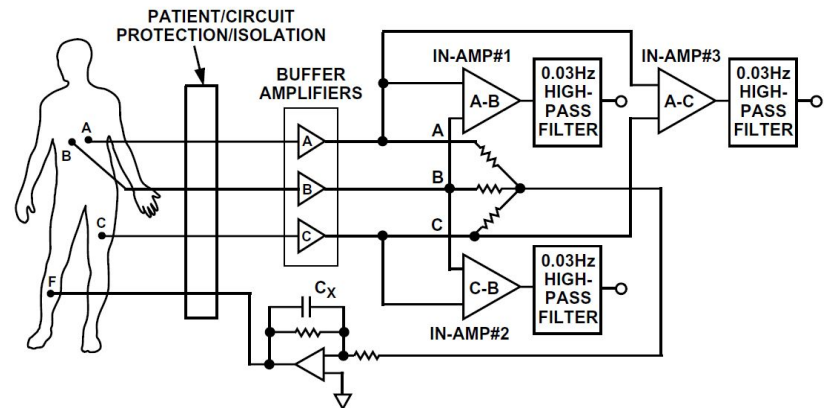 PATIENT/CIRCUIT
PROTECTION/ISOLATION
BUFFER
AMPLIFIERS
IN-AMP#1
A-B
0.03Hz
HIGH-
PASS
FILTER
IN-AMP#3
A-C
0.03Hz
HIGH-
PASS
FILTER
A
B
C
F
A
B
C
A
B
C
C-B
IN-AMP#2
0.03Hz
HIGH-
PASS
FILTER
CX